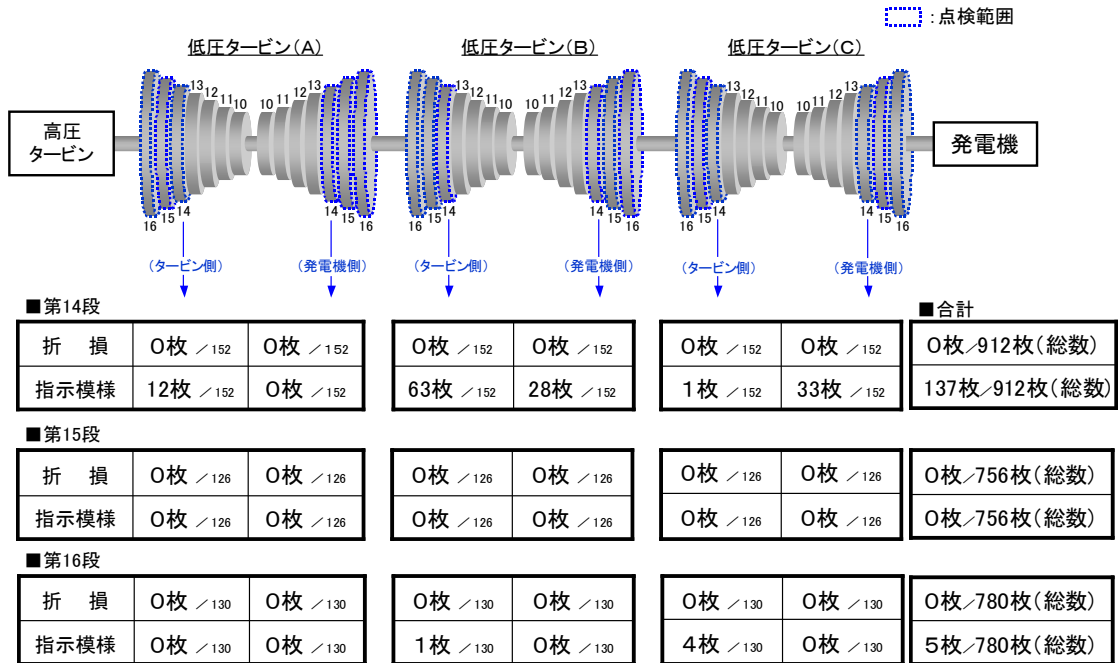 ：点検範囲
低圧タービン（A） 低圧タービン（B） 低圧タービン（C）
13 12 11 10 10 11 12 13 13 12 11 10 10 11 12 13 13 12 11 10 10 11 12 13
高圧
タービン
発電機
16 15 14 14 15 16 16 15 14 14 15 16 16 15 14 14 15 16
（タービン側） （発電機側） （タービン側） （発電機側） （タービン側） （発電機側）
■第14段 ■合計
折 損 0枚／152 0枚／152 0枚／152 0枚／152 0枚／152 0枚／152 0枚／912枚（総数）
指示模様 12枚／152 0枚／152 63枚／152 28枚／152 1枚／152 33枚／152 137枚／912枚（総数）
■第15段
折 損 0枚／126 0枚／126 0枚／126 0枚／126 0枚／126 0枚／126 0枚／756枚（総数）
指示模様 0枚／126 0枚／126 0枚／126 0枚／126 0枚／126 0枚／126 0枚／756枚（総数）
■第16段
折 損 0枚／130 0枚／130 0枚／130 0枚／130 0枚／130 0枚／130 0枚／780枚（総数）
指示模様 0枚／130 0枚／130 1枚／130 0枚／130 4枚／130 0枚／130 5枚／780枚（総数）